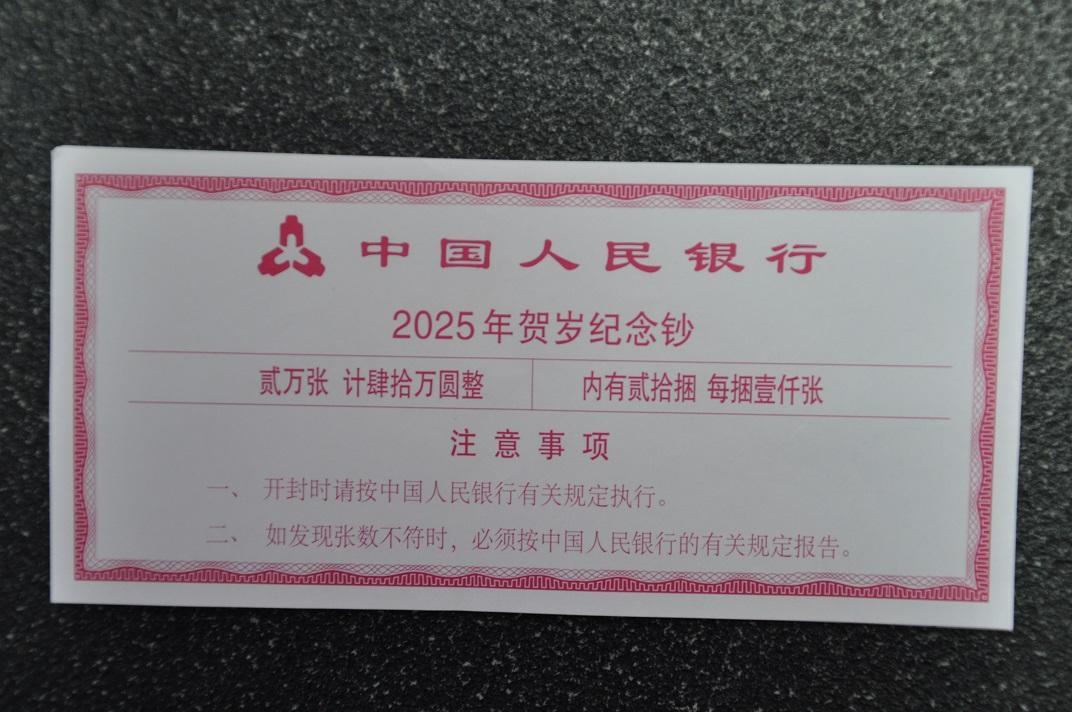 中国人民银行
2025年贺岁纪念钞
贰万张 计肆拾万圆整 内有贰拾捆 每捆壹仟张
注意事项
一、 开封时请按中国人民银行有关规定执行。
二、 如发现张数不符时，必须按中国人民银行的有关规定报告。